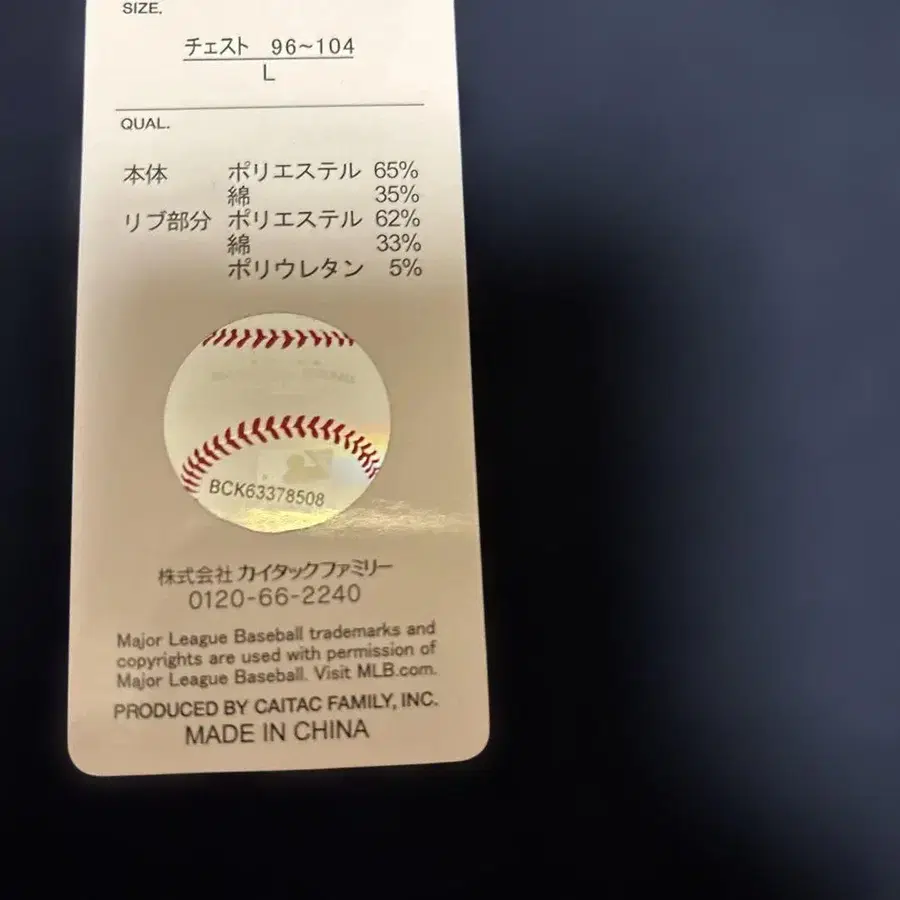 SIZE.
チェスト 96~104
L
QUAL.
本体 ポリエステル 65%
綿 35%
リブ部分 ポリエステル 62%
綿 33%
ポリウレタン 5%
BCK63378508
株式会社 カイタックファミリー
0120-66-2240
Major League Baseball trademarks and
copyrights are used with permission of
Major League Baseball. Visit MLB.com.
PRODUCED BY CAITAC FAMILY, INC.
MADE IN CHINA